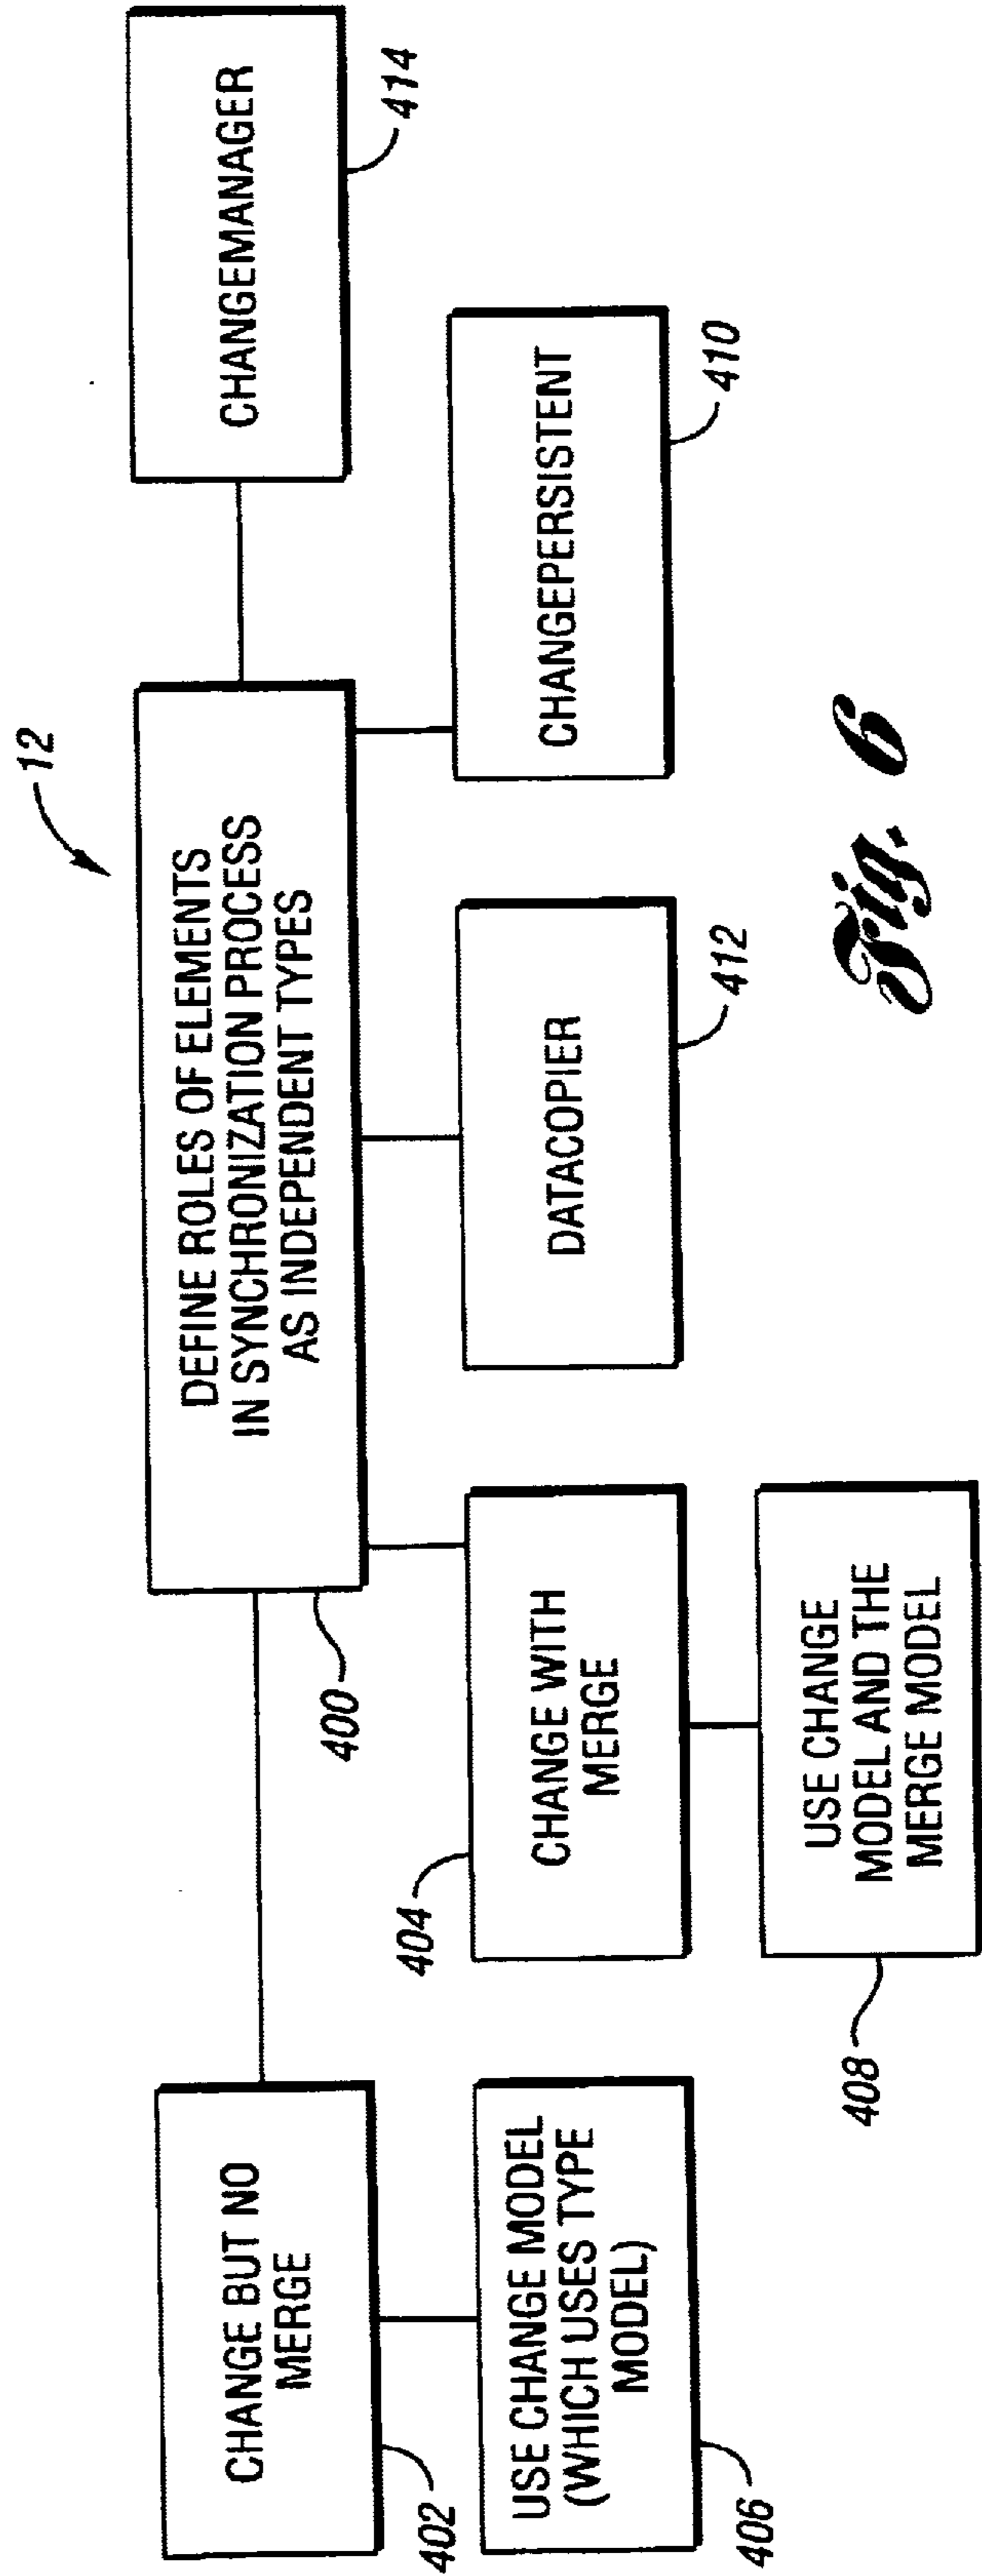 12
DEFINE ROLES OF ELEMENTS
IN SYNCHRONIZATION PROCESS
AS INDEPENDENT TYPES
400
CHANGEMANAGER
414
CHANGE BUT NO
MERGE
402
USE CHANGE MODEL
(WHICH USES TYPE
MODEL)
406
CHANGE WITH
MERGE
404
USE CHANGE
MODEL AND THE
MERGE MODEL
408
DATACOPIER
412
CHANGEPERSISTENT
410
Fig. 6